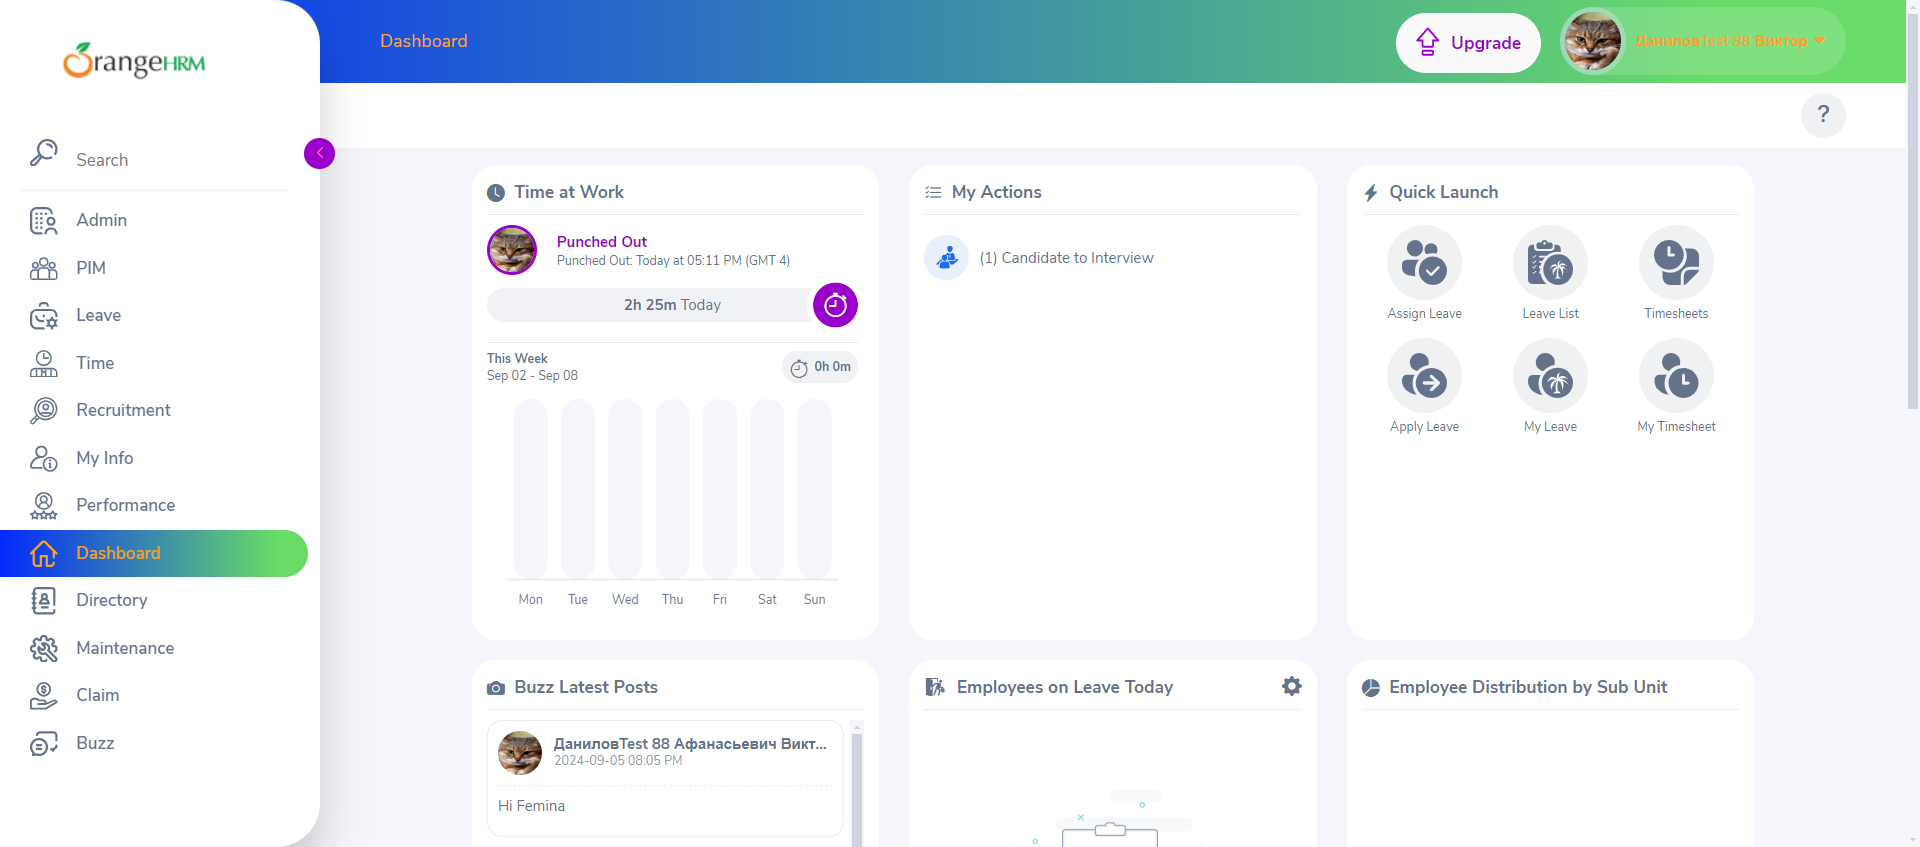 OrangeHRM
Dashboard
Upgrade
ДаниловTest 88 Виктор
?
Search
Admin
PIM
Leave
Time
Recruitment
My Info
Performance
Dashboard
Directory
Maintenance
Claim
Buzz
Time at Work
Punched Out
Punched Out: Today at 05:11 PM (GMT 4)
2h 25m Today
This Week
Sep 02 - Sep 08
0h 0m
Mon Tue Wed Thu Fri Sat Sun
My Actions
(1) Candidate to Interview
Quick Launch
Assign Leave
Leave List
Timesheets
Apply Leave
My Leave
My Timesheet
Buzz Latest Posts
ДаниловTest 88 Афанасьевич Викт...
2024-09-05 08:05 PM
Hi Femina
Employees on Leave Today
Employee Distribution by Sub Unit